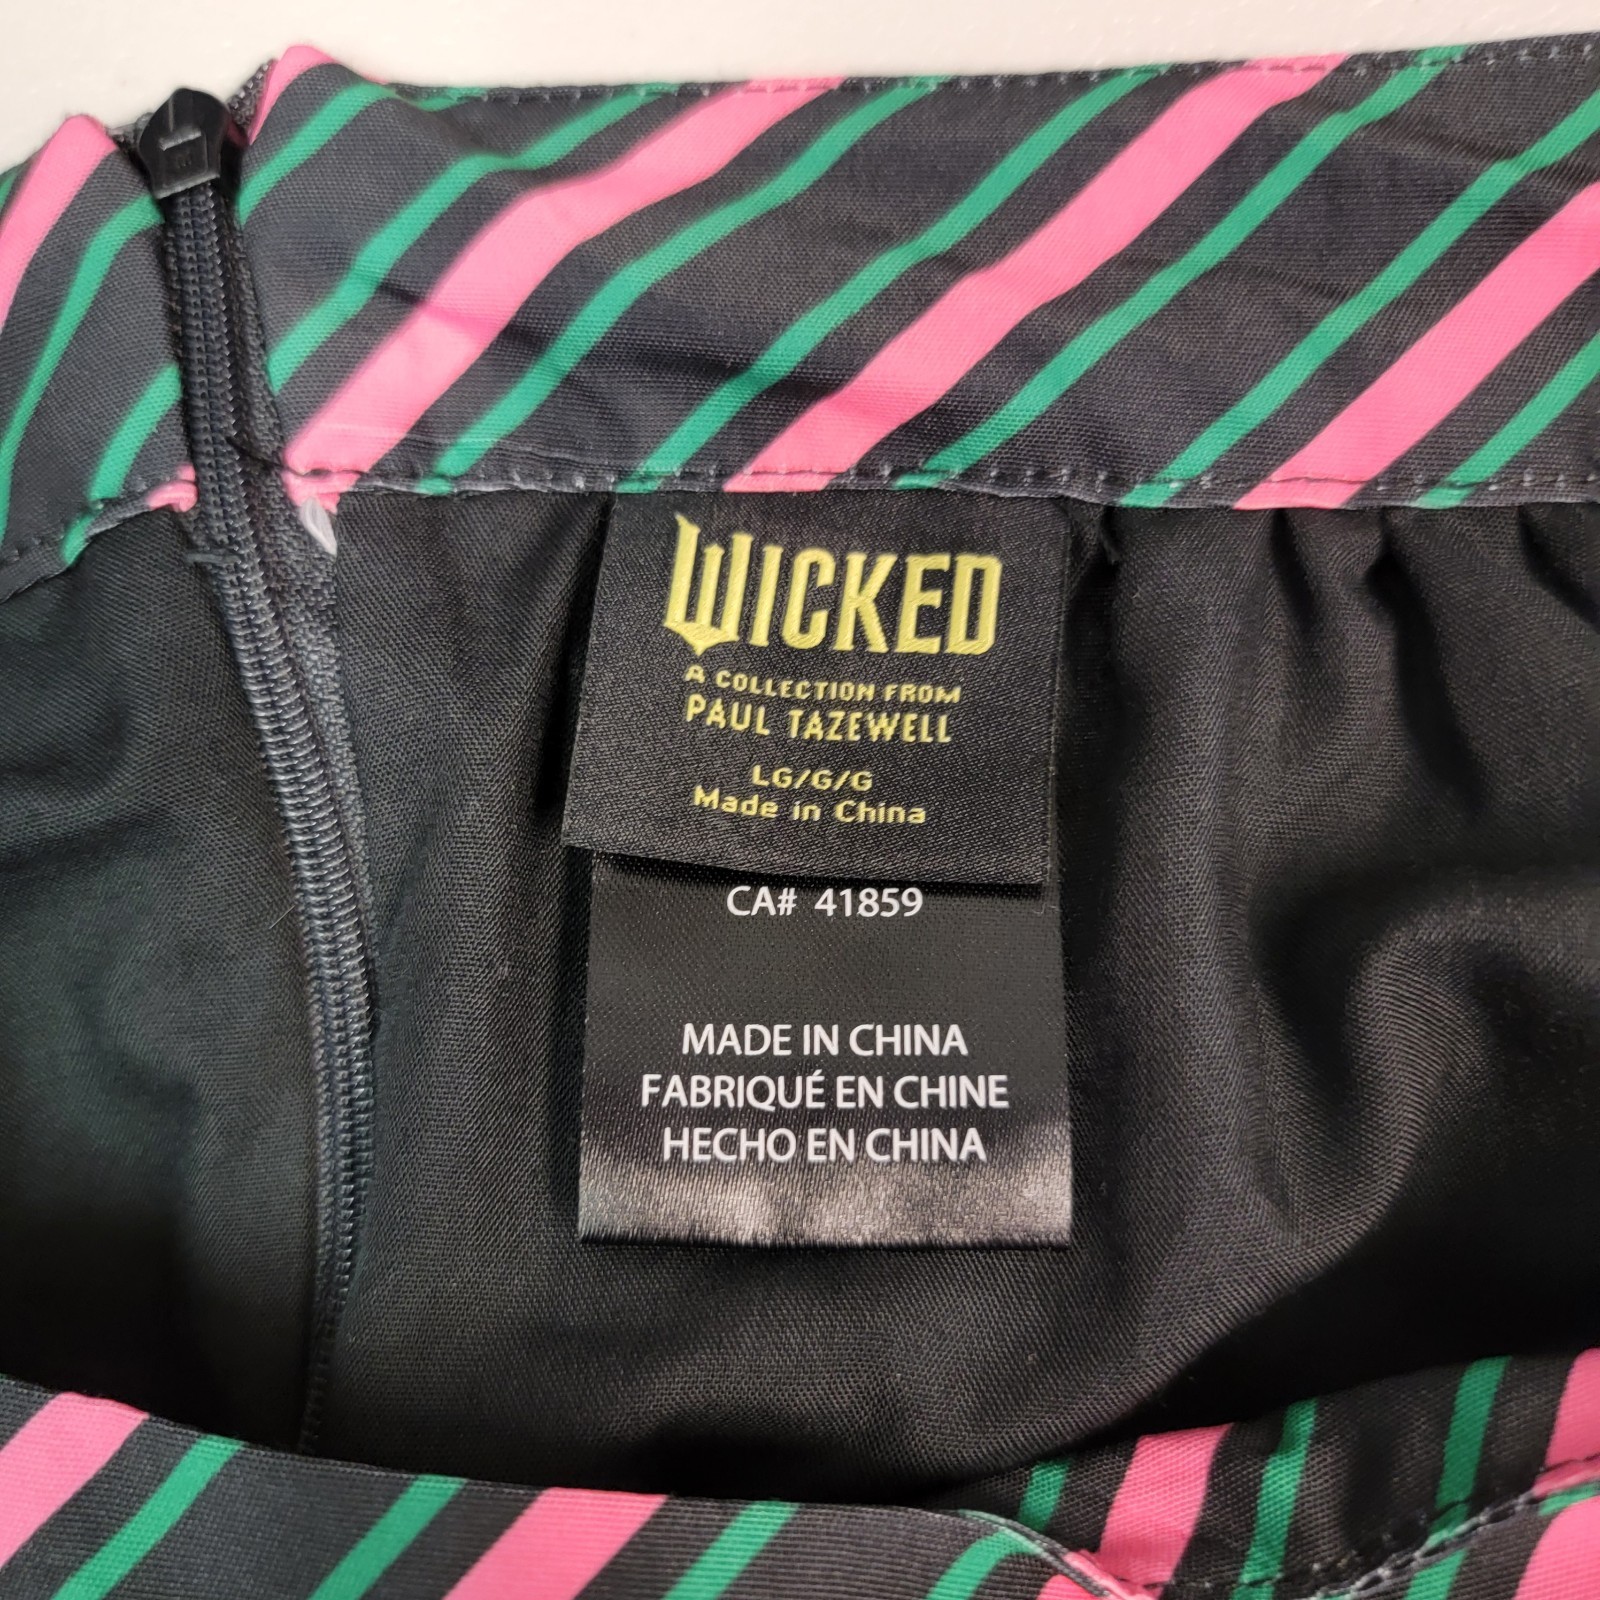 WICKED
A COLLECTION FROM
PAUL TAZEWELL
LG/G/G
Made in China
CA# 41859
MADE IN CHINA
FABRIQUÉ EN CHINE
HECHO EN CHINA